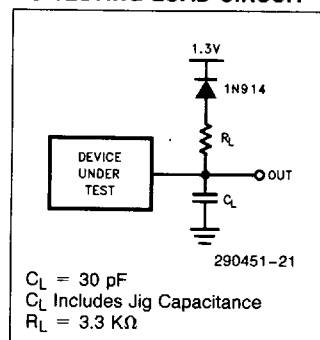 TESTING LOAD CIRCUIT
1.3V
1N914
RL
DEVICE
UNDER
TEST
OUT
CL
290451-21
CL = 30 pF
CL Includes Jig Capacitance
RL = 3.3 KΩ